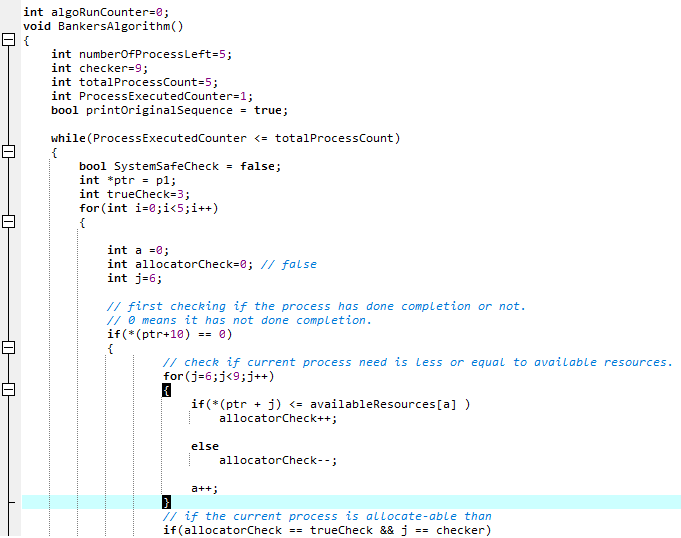 int algoRunCounter=0;
void BankersAlgorithm()
{
int numberOfProcessLeft=5;
int checker=9;
int totalProcessCount=5;
int ProcessExecutedCounter=1;
bool printOriginalSequence = true;
while(ProcessExecutedCounter <= totalProcessCount)
{
bool SystemSafeCheck = false;
int *ptr = p1;
int trueCheck=3;
for(int i=0;i<5;i++)
{
int a =0;
int allocatorCheck=0; // false
int j=6;
// first checking if the process has done completion or not.
// 0 means it has not done completion.
if(*(ptr+10) == 0)
{
// check if current process need is less or equal to available resources.
for(j=6;j<9;j++)
{
if(*(ptr + j) <= availableResources[a] )
allocatorCheck++;
else
allocatorCheck--;
a++;
}
// if the current process is allocate-able than
if(allocatorCheck == trueCheck && j == checker)